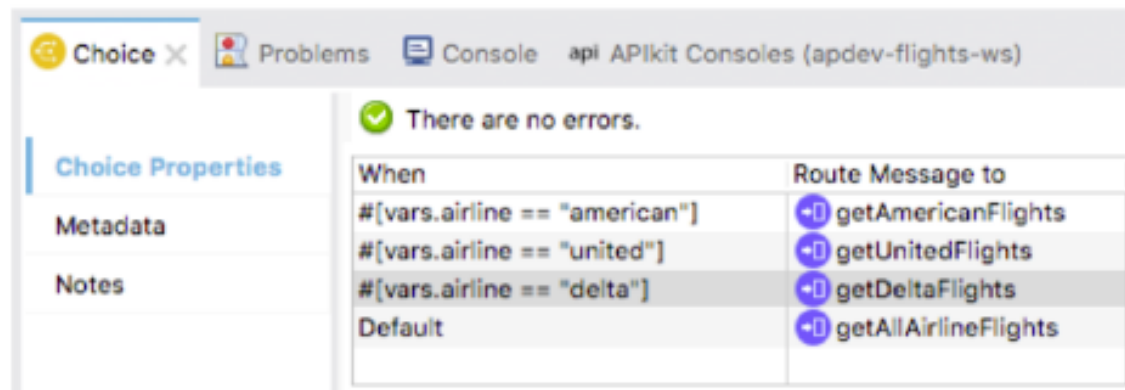 Choice Problems Console api APIkit Consoles (apdev-flights-ws)
There are no errors.
Choice Properties
Metadata
Notes
When Route Message to
#[vars.airline == "american"] getAmericanFlights
#[vars.airline == "united"] getUnitedFlights
#[vars.airline == "delta"] getDeltaFlights
Default getAllAirlineFlights